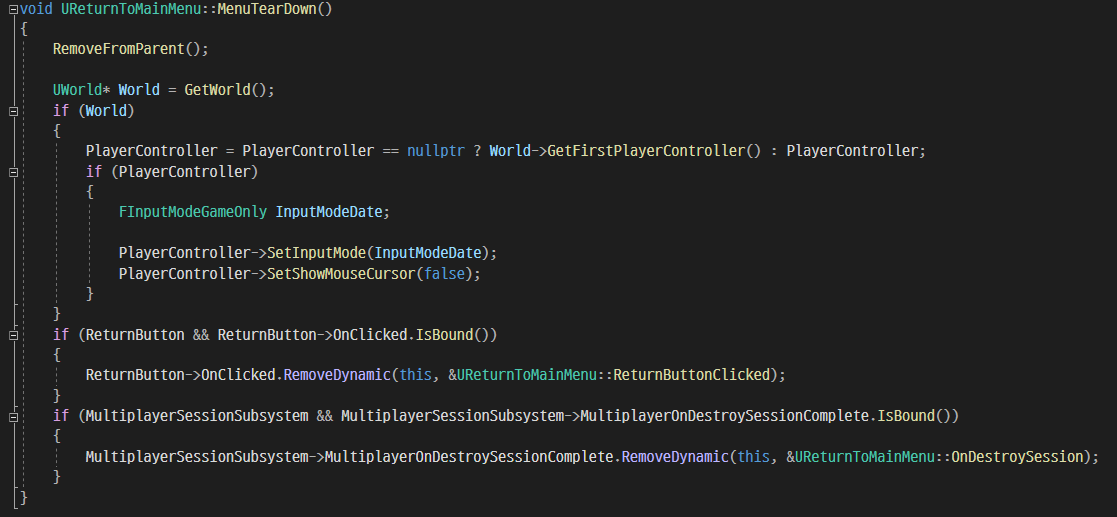 void UReturnToMainMenu::MenuTearDown()
{
    RemoveFromParent();

    UWorld* World = GetWorld();
    if (World)
    {
        PlayerController = PlayerController == nullptr ? World->GetFirstPlayerController() : PlayerController;
        if (PlayerController)
        {
            FInputModeGameOnly InputModeDate;

            PlayerController->SetInputMode(InputModeDate);
            PlayerController->SetShowMouseCursor(false);
        }
    }
    if (ReturnButton && ReturnButton->OnClicked.IsBound())
    {
        ReturnButton->OnClicked.RemoveDynamic(this, &UReturnToMainMenu::ReturnButtonClicked);
    }
    if (MultiplayerSessionSubsystem && MultiplayerSessionSubsystem->MultiplayerOnDestroySessionComplete.IsBound())
    {
        MultiplayerSessionSubsystem->MultiplayerOnDestroySessionComplete.RemoveDynamic(this, &UReturnToMainMenu::OnDestroySession);
    }
}